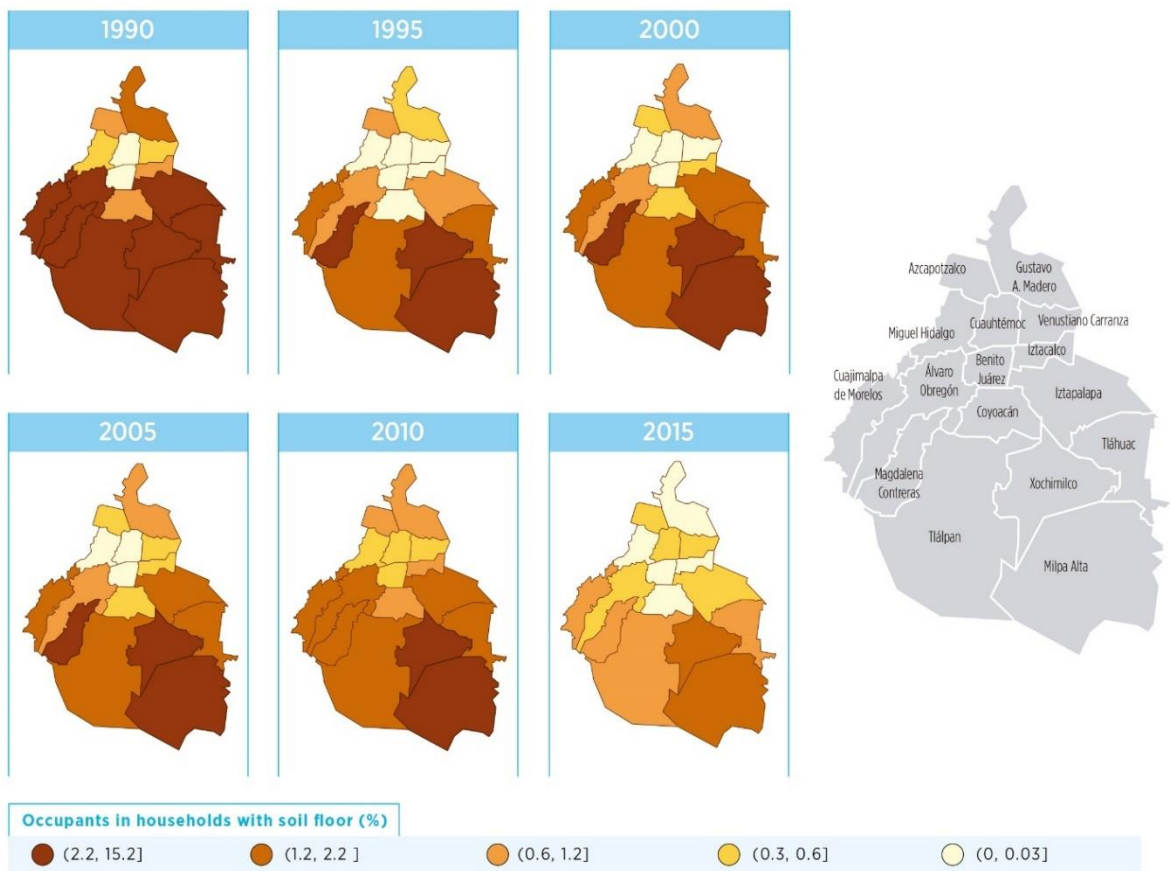 1990
1995
2000
2005
2010
2015
Azcapotzalco
Gustavo
A. Madero
Miguel Hidalgo
Cuauhtémoc
Venustiano Carranza
Iztacalco
Cuajimalpa
de Morelos
Álvaro
Obregón
Benito
Juárez
Iztapalapa
Coyoacán
Tláhuac
Magdalena
Contreras
Xochimilco
Tlálpan
Milpa Alta
Occupants in households with soil floor (%)
(2.2, 15.2]
(1.2, 2.2 ]
(0.6, 1.2]
(0.3, 0.6]
(0, 0.03]